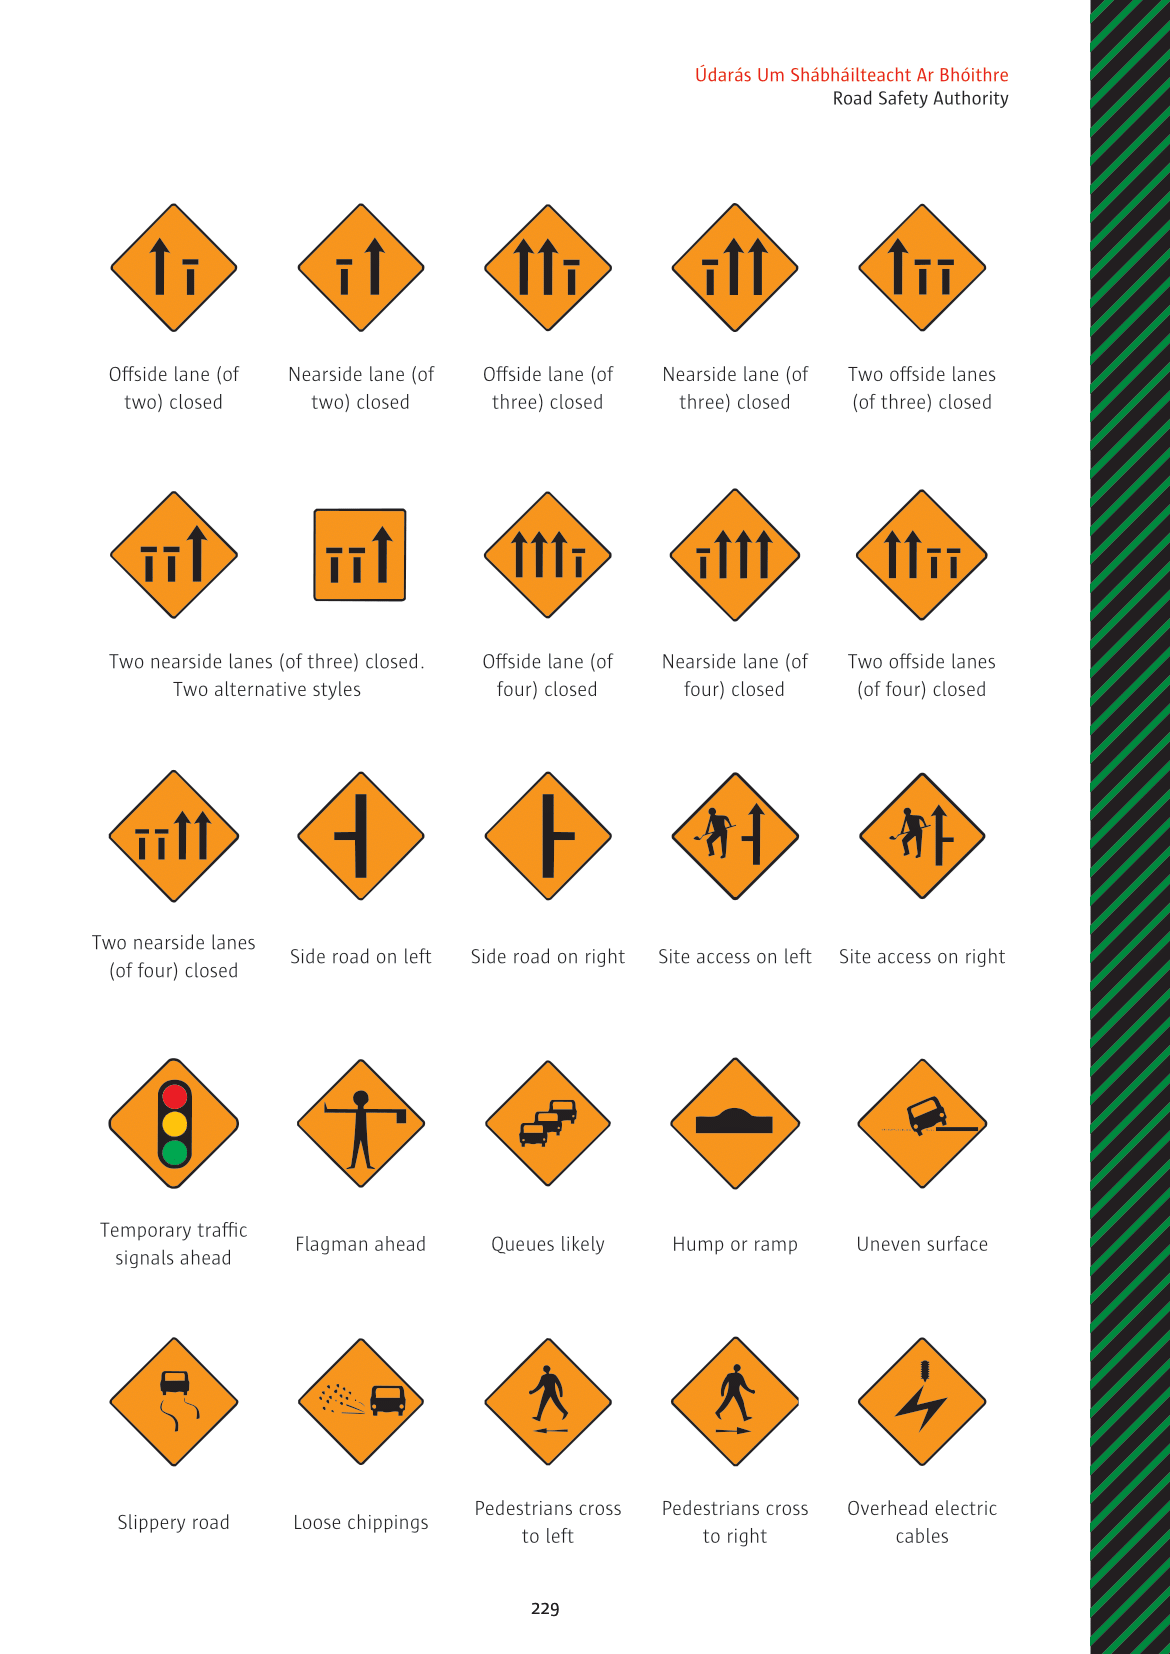 Údarás Um Shábháilteacht Ar Bhóithre
Road Safety Authority
Offside lane (of
two) closed
Nearside lane (of
two) closed
Offside lane (of
three) closed
Nearside lane (of
three) closed
Two offside lanes
(of three) closed
Two nearside lanes (of three) closed.
Two alternative styles
Offside lane (of
four) closed
Nearside lane (of
four) closed
Two offside lanes
(of four) closed
Two nearside lanes
(of four) closed
Side road on left
Side road on right
Site access on left
Site access on right
Temporary traffic
signals ahead
Flagman ahead
Queues likely
Hump or ramp
Uneven surface
Slippery road
Loose chippings
Pedestrians cross
to left
Pedestrians cross
to right
Overhead electric
cables
229